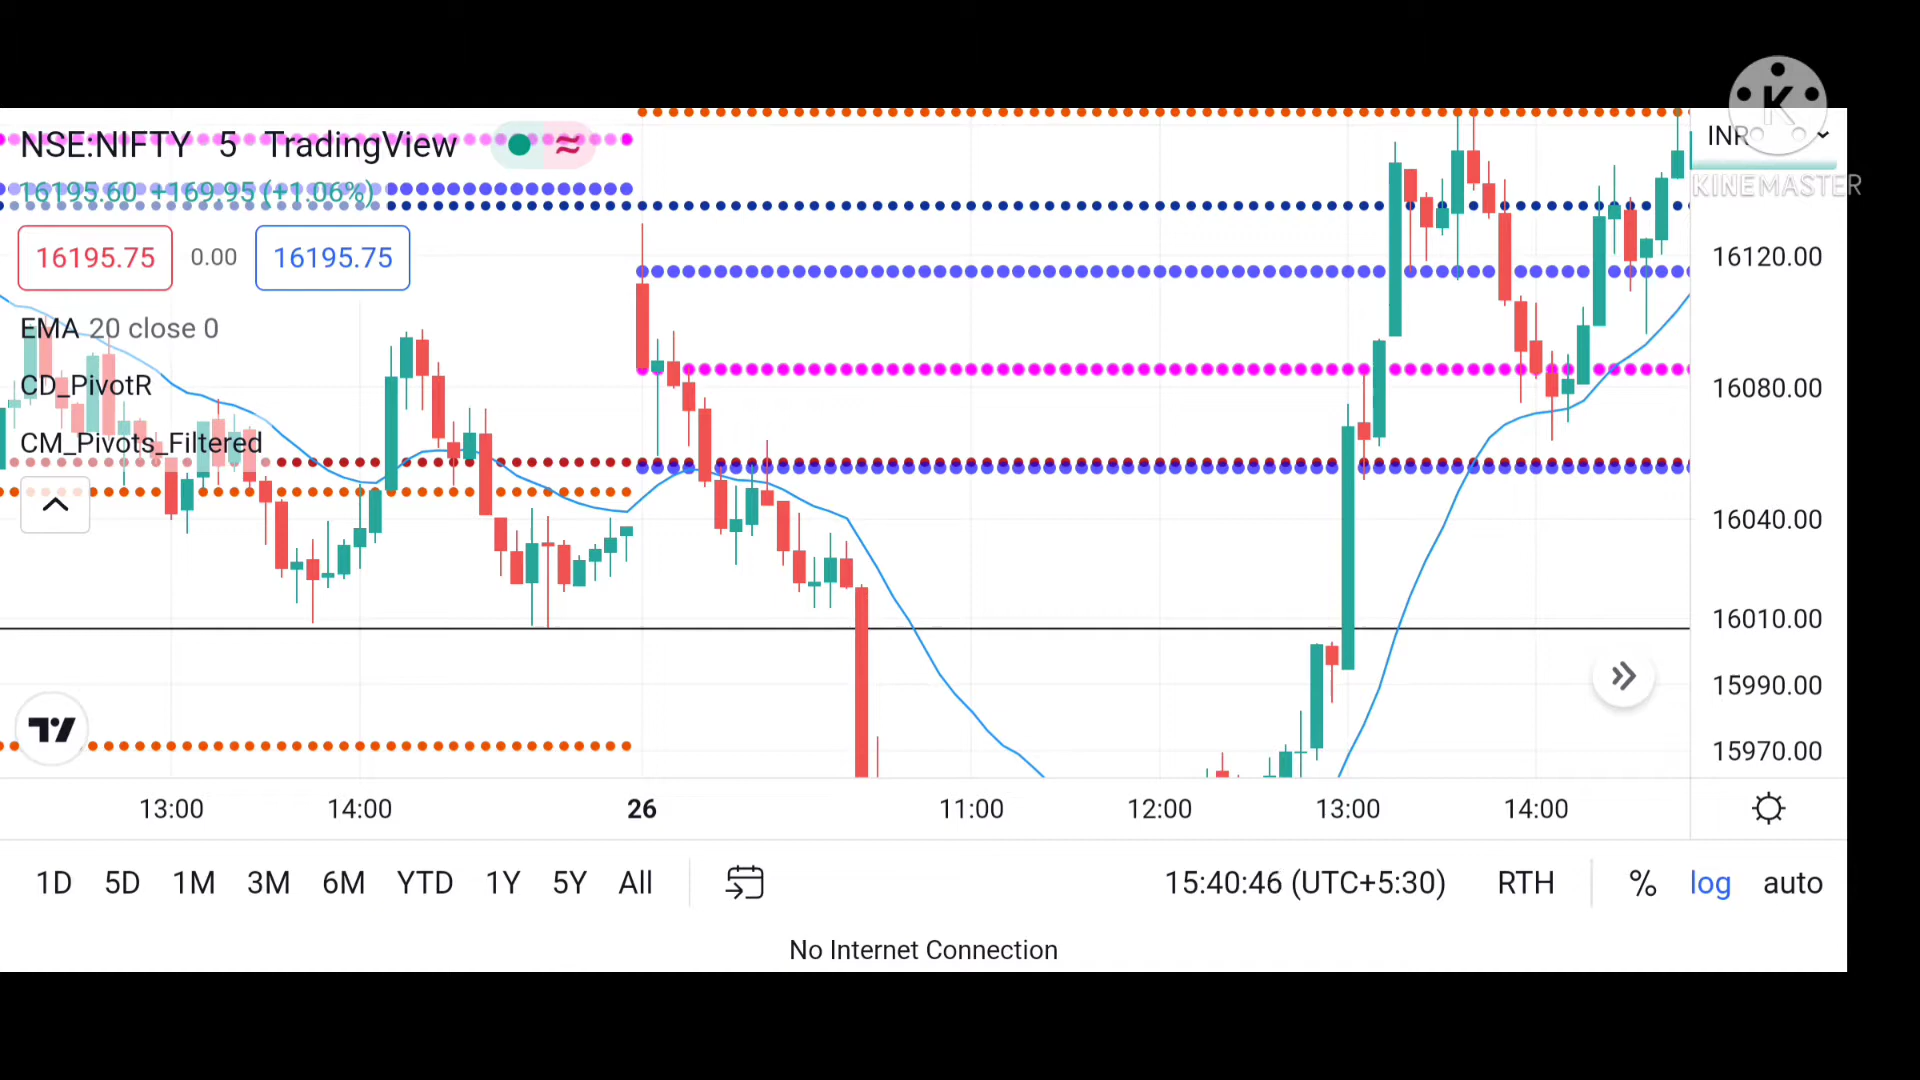 NSE:NIFTY 5 TradingView
INR
KINEMASTER
16195.60 +169.95 (+1.06%)
16195.75 0.00 16195.75
EMA 20 close 0
CD_PivotR
CM_Pivots_Filtered
16120.00
16080.00
16040.00
16010.00
15990.00
15970.00
13:00 14:00 26 11:00 12:00 13:00 14:00
1D 5D 1M 3M 6M YTD 1Y 5Y All 15:40:46 (UTC+5:30) RTH % log auto
No Internet Connection